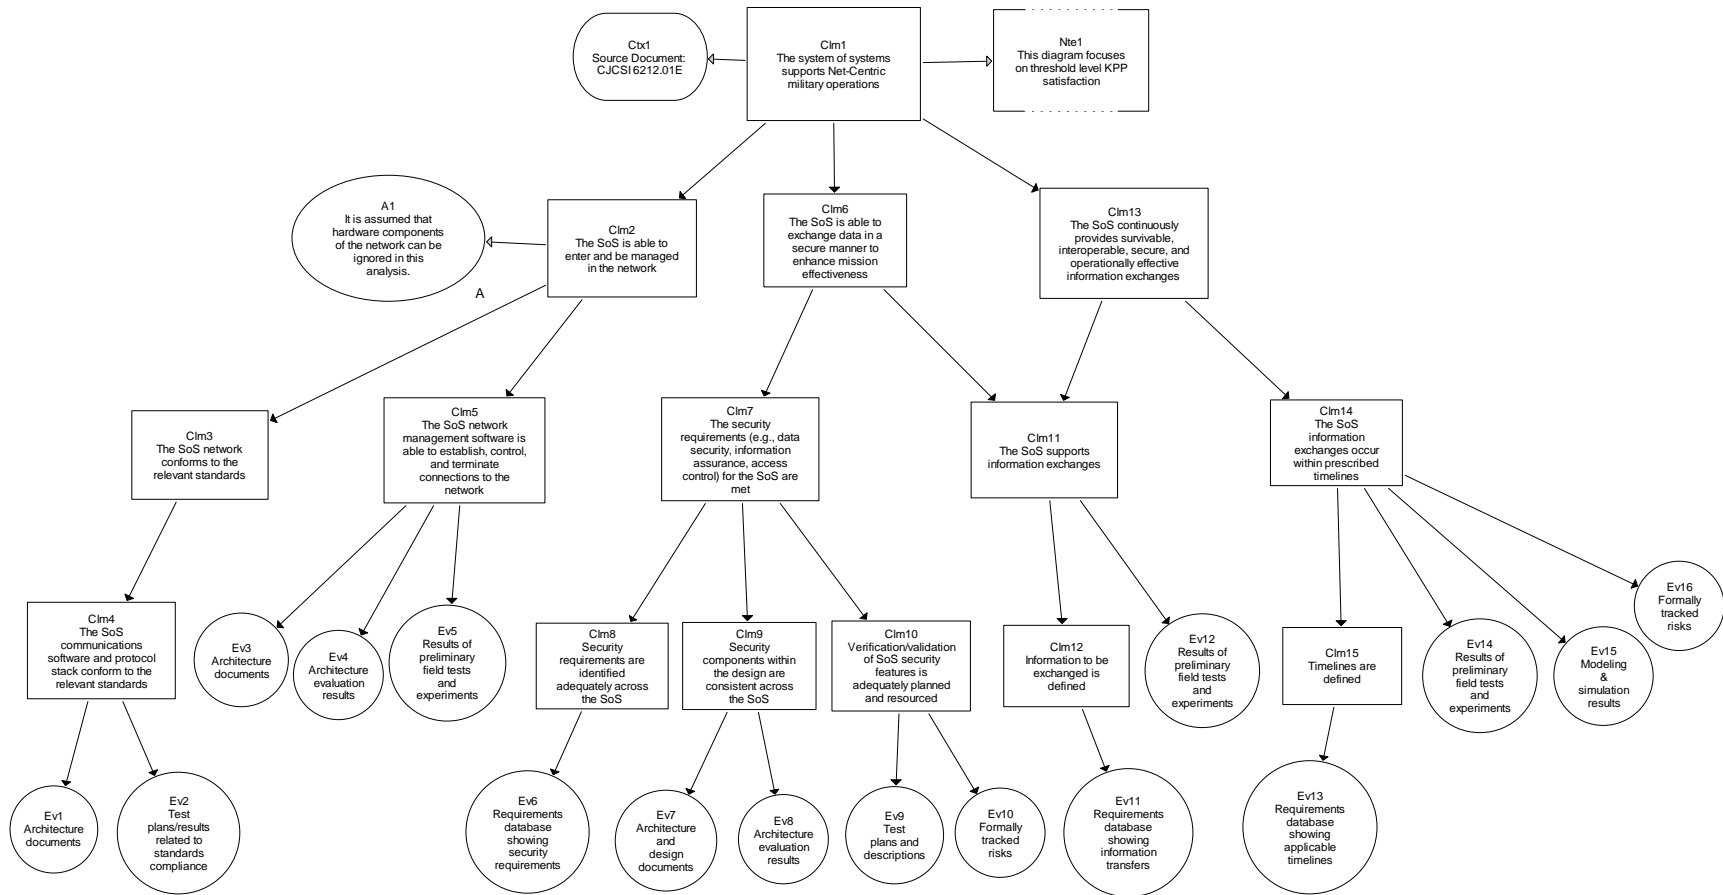 Ctx1
Source Document:
CJCSI 6212.01E
Clm1
The system of systems
supports Net-Centric
military operations
Nte1
This diagram focuses
on threshold level KPP
satisfaction
A1
It is assumed that
hardware components
of the network can be
ignored in this
analysis.
A
Clm2
The SoS is able to
enter and be managed
in the network
Clm6
The SoS is able to
exchange data in a
secure manner to
enhance mission
effectiveness
Clm13
The SoS continuously
provides survivable,
interoperable, secure, and
operationally effective
information exchanges
Clm3
The SoS network
conforms to the
relevant standards
Clm5
The SoS network
management software is
able to establish, control,
and terminate
connections to the
network
Clm7
The security
requirements (e.g., data
security, information
assurance, access
control) for the SoS are
met
Clm11
The SoS supports
information exchanges
Clm14
The SoS
information
exchanges occur
within prescribed
timelines
Clm4
The SoS
communications
software and protocol
stack conform to the
relevant standards
Ev3
Architecture
documents
Ev4
Architecture
evaluation
results
Ev5
Results of
preliminary
field tests
and
experiments
Clm8
Security
requirements are
identified
adequately across
the SoS
Clm9
Security
components within
the design are
consistent across
the SoS
Clm10
Verification/validation
of SoS security
features is
adequately planned
and resourced
Clm12
Information to be
exchanged is
defined
Ev12
Results of
preliminary
field tests
and
experiments
Clm15
Timelines are
defined
Ev14
Results of
preliminary
field tests
and
experiments
Ev15
Modeling
&
simulation
results
Ev16
Formally
tracked
risks
Ev1
Architecture
documents
Ev2
Test
plans/results
related to
standards
compliance
Ev6
Requirements
database
showing
security
requirements
Ev7
Architecture
and
design
documents
Ev8
Architecture
evaluation
results
Ev9
Test
plans and
descriptions
Ev10
Formally
tracked
risks
Ev11
Requirements
database
showing
information
transfers
Ev13
Requirements
database
showing
applicable
timelines